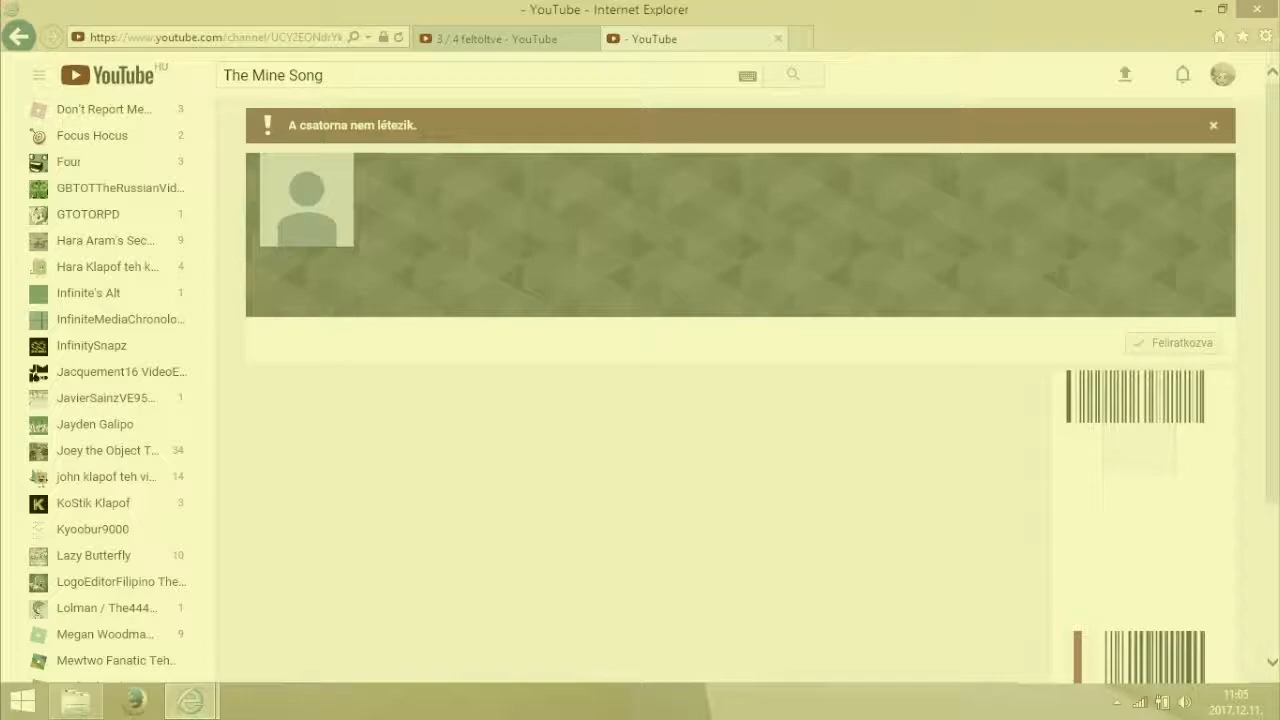 - YouTube - Internet Explorer
https://www.youtube.com/channel/UCYZEONdrYk
3 / 4 feltöltve - YouTube
- YouTube
YouTube HU
The Mine Song
Don't Report Me... 3
Focus Hocus 2
Four 3
GBTOTTheRussianVid...
GTOTORPD 1
Hara Aram's Sec... 9
Hara Klapof teh k... 4
Infinite's Alt 1
InfiniteMediaChronolo...
InfinitySnapz
Jacquement16 VideoE...
JavierSainzVE95... 1
Jayden Galipo
Joey the Object T... 34
john klapof teh vi... 14
KoStik Klapof 3
Kyoobur9000
Lazy Butterfly 10
LogoEditorFilipino The...
Lolman / The444... 1
Megan Woodma... 9
Mewtwo Fanatic Teh...
A csatorna nem létezik.
Feliratkozva
11:05
2017.12.11.